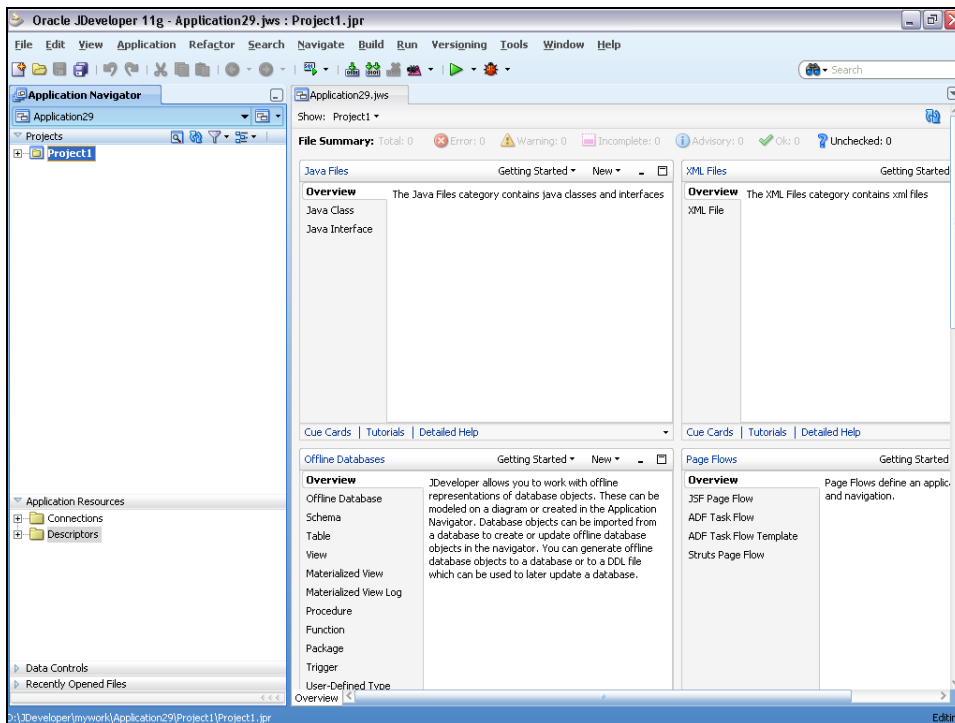 Oracle JDeveloper 11g - Application29.jws : Project1.jpr
File Edit View Application Refactor Search Navigate Build Run Versioning Tools Window Help
Search
Application Navigator
Application29
Projects
Project1
Application Resources
Connections
Descriptors
Data Controls
Recently Opened Files
Application29.jws
Show: Project1
File Summary: Total: 0 Error: 0 Warning: 0 Incomplete: 0 Advisory: 0 Ok: 0 Unchecked: 0
Java Files Getting Started New
Overview
Java Class
Java Interface
The Java Files category contains java classes and interfaces
Cue Cards | Tutorials | Detailed Help
XML Files Getting Started
Overview
XML File
The XML Files category contains xml files
Cue Cards | Tutorials | Detailed Help
Offline Databases Getting Started New
Overview
Offline Database
Schema
Table
View
Materialized View
Materialized View Log
Procedure
Function
Package
Trigger
User-Defined Type
JDeveloper allows you to work with offline
representations of database objects. These can be
modeled on a diagram or created in the Application
Navigator. Database objects can be imported from
a database to create or update offline database
objects in the navigator. You can generate offline
database objects to a database or to a DDL file
which can be used to later update a database.
Page Flows Getting Started
Overview
JSF Page Flow
ADF Task Flow
ADF Task Flow Template
Struts Page Flow
Page Flows define an applic
and navigation.
Overview
D:\JDeveloper\mywork\Application29\Project1\Project1.jpr
Editin